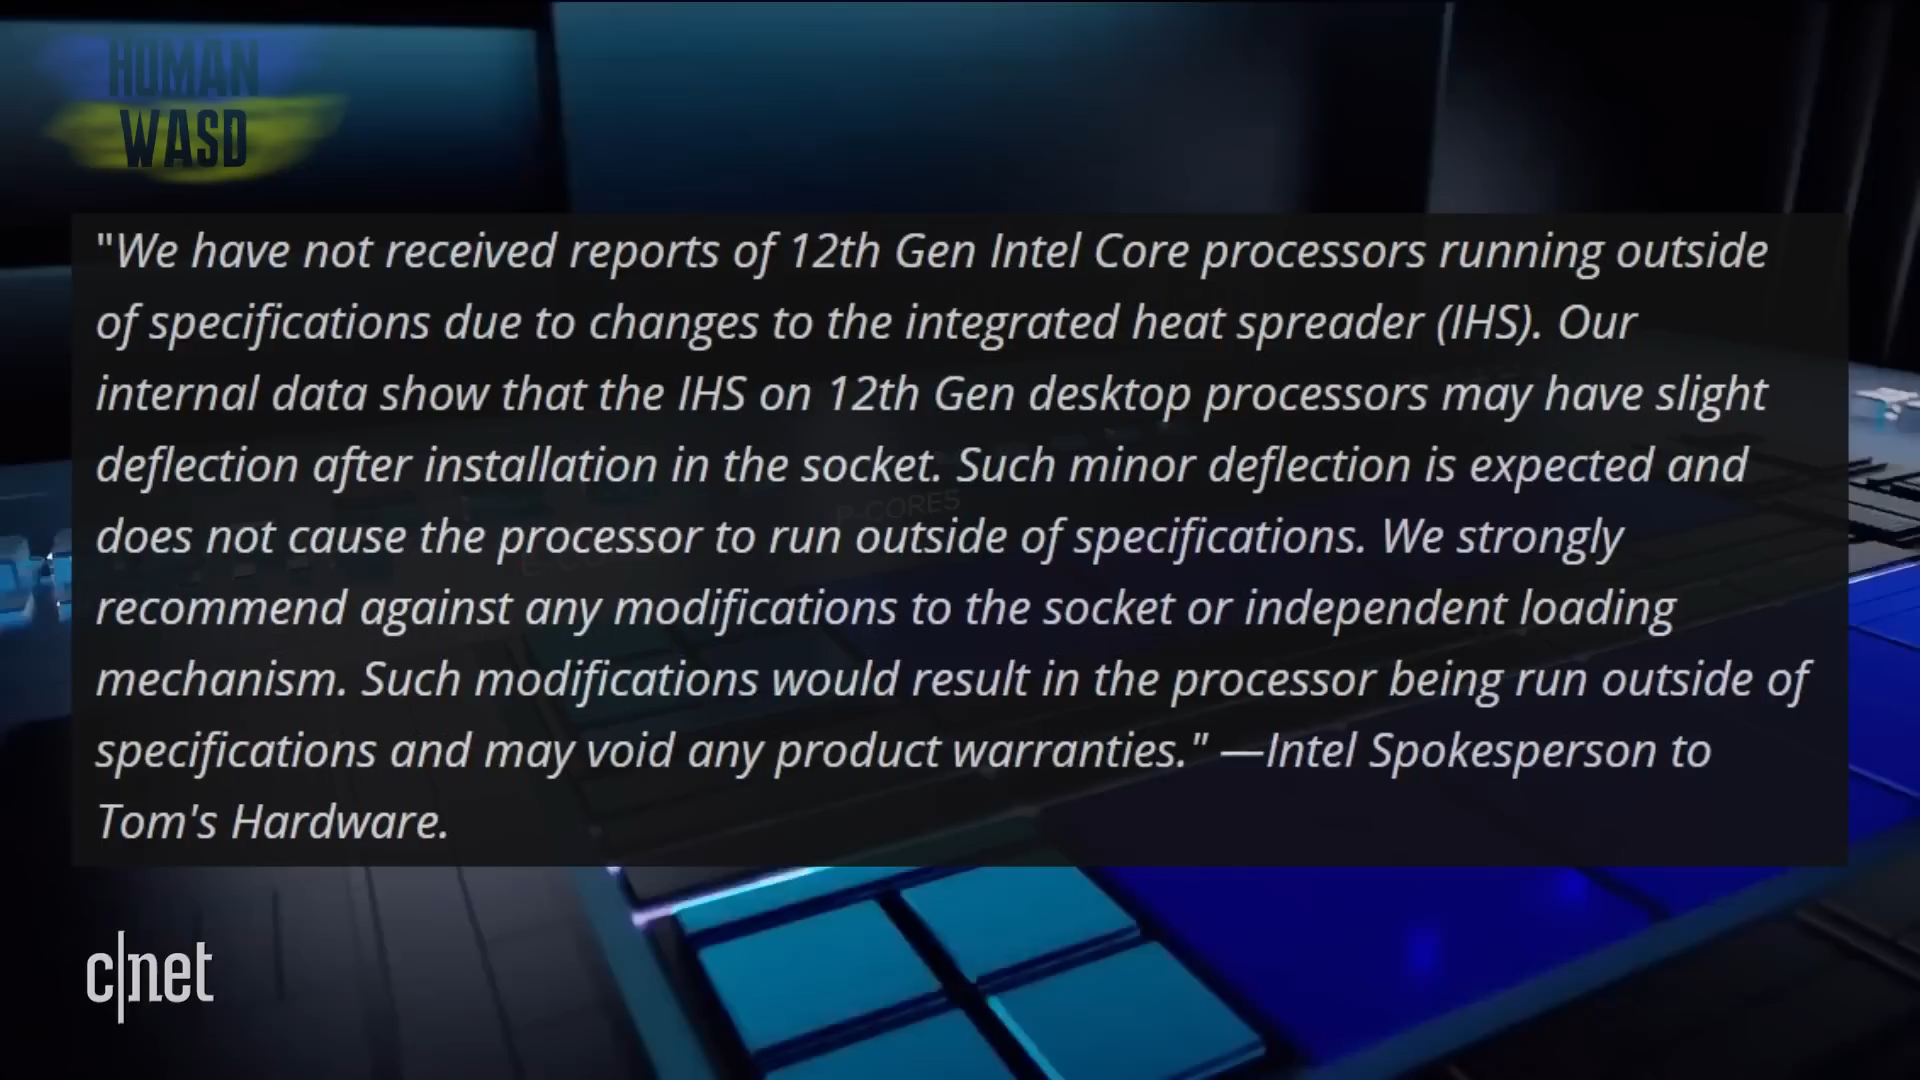 HUMAN
WASD
"We have not received reports of 12th Gen Intel Core processors running outside
of specifications due to changes to the integrated heat spreader (IHS). Our
internal data show that the IHS on 12th Gen desktop processors may have slight
deflection after installation in the socket. Such minor deflection is expected and
does not cause the processor to run outside of specifications. We strongly
recommend against any modifications to the socket or independent loading
mechanism. Such modifications would result in the processor being run outside of
specifications and may void any product warranties." —Intel Spokesperson to
Tom's Hardware.
P-CORES
c|net